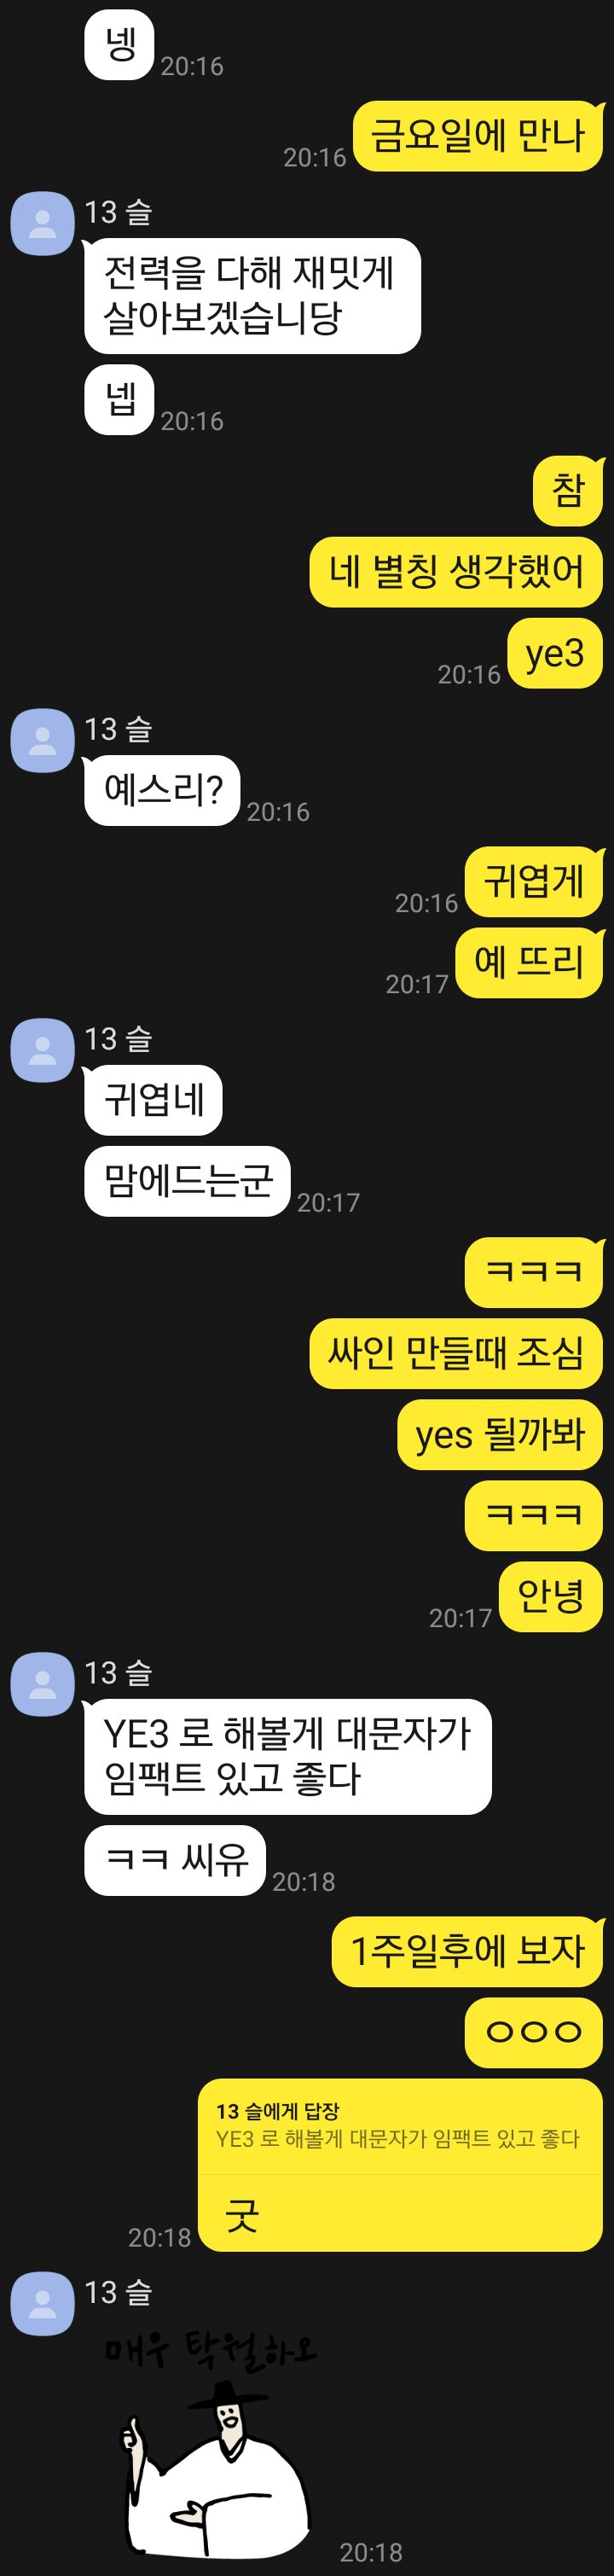 넹
20:16
금요일에 만나
20:16
13 슬
전력을 다해 재밋게
살아보겠습니당
넵
20:16
참
네 별칭 생각했어
ye3
20:16
13 슬
예스리?
20:16
귀엽게
20:16
예 뜨리
20:17
13 슬
귀엽네
맘에드는군
20:17
ㅋㅋㅋ
싸인 만들때 조심
yes 될까봐
ㅋㅋㅋ
안녕
20:17
13 슬
YE3 로 해볼게 대문자가
임팩트 있고 좋다
ㅋㅋ 씨유
20:18
1주일후에 보자
ㅇㅇㅇ
13 슬에게 답장
YE3 로 해볼게 대문자가 임팩트 있고 좋다
굿
20:18
13 슬
매우 탁월하오
20:18